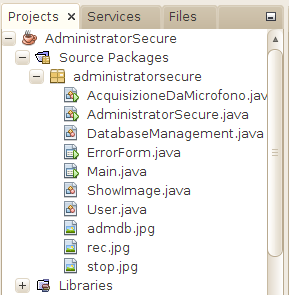 Projects Services Files
AdministratorSecure
Source Packages
administratorsecure
AcquisizioneDaMicrofono.jav
AdministratorSecure.java
DatabaseManagement.java
ErrorForm.java
Main.java
ShowImage.java
User.java
admdb.jpg
rec.jpg
stop.jpg
Libraries